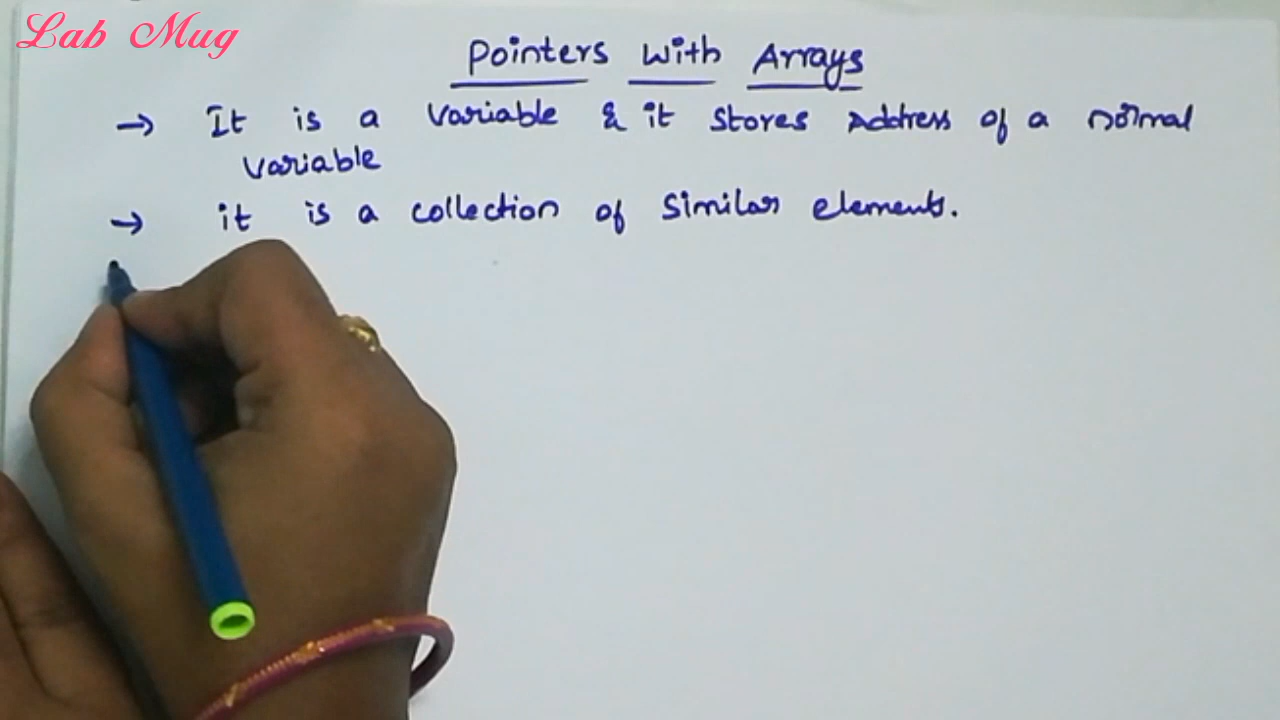 Lab Mug
Pointers With Arrays
→ It is a variable & it stores Address of a normal
variable
→ it is a collection of similar elements.